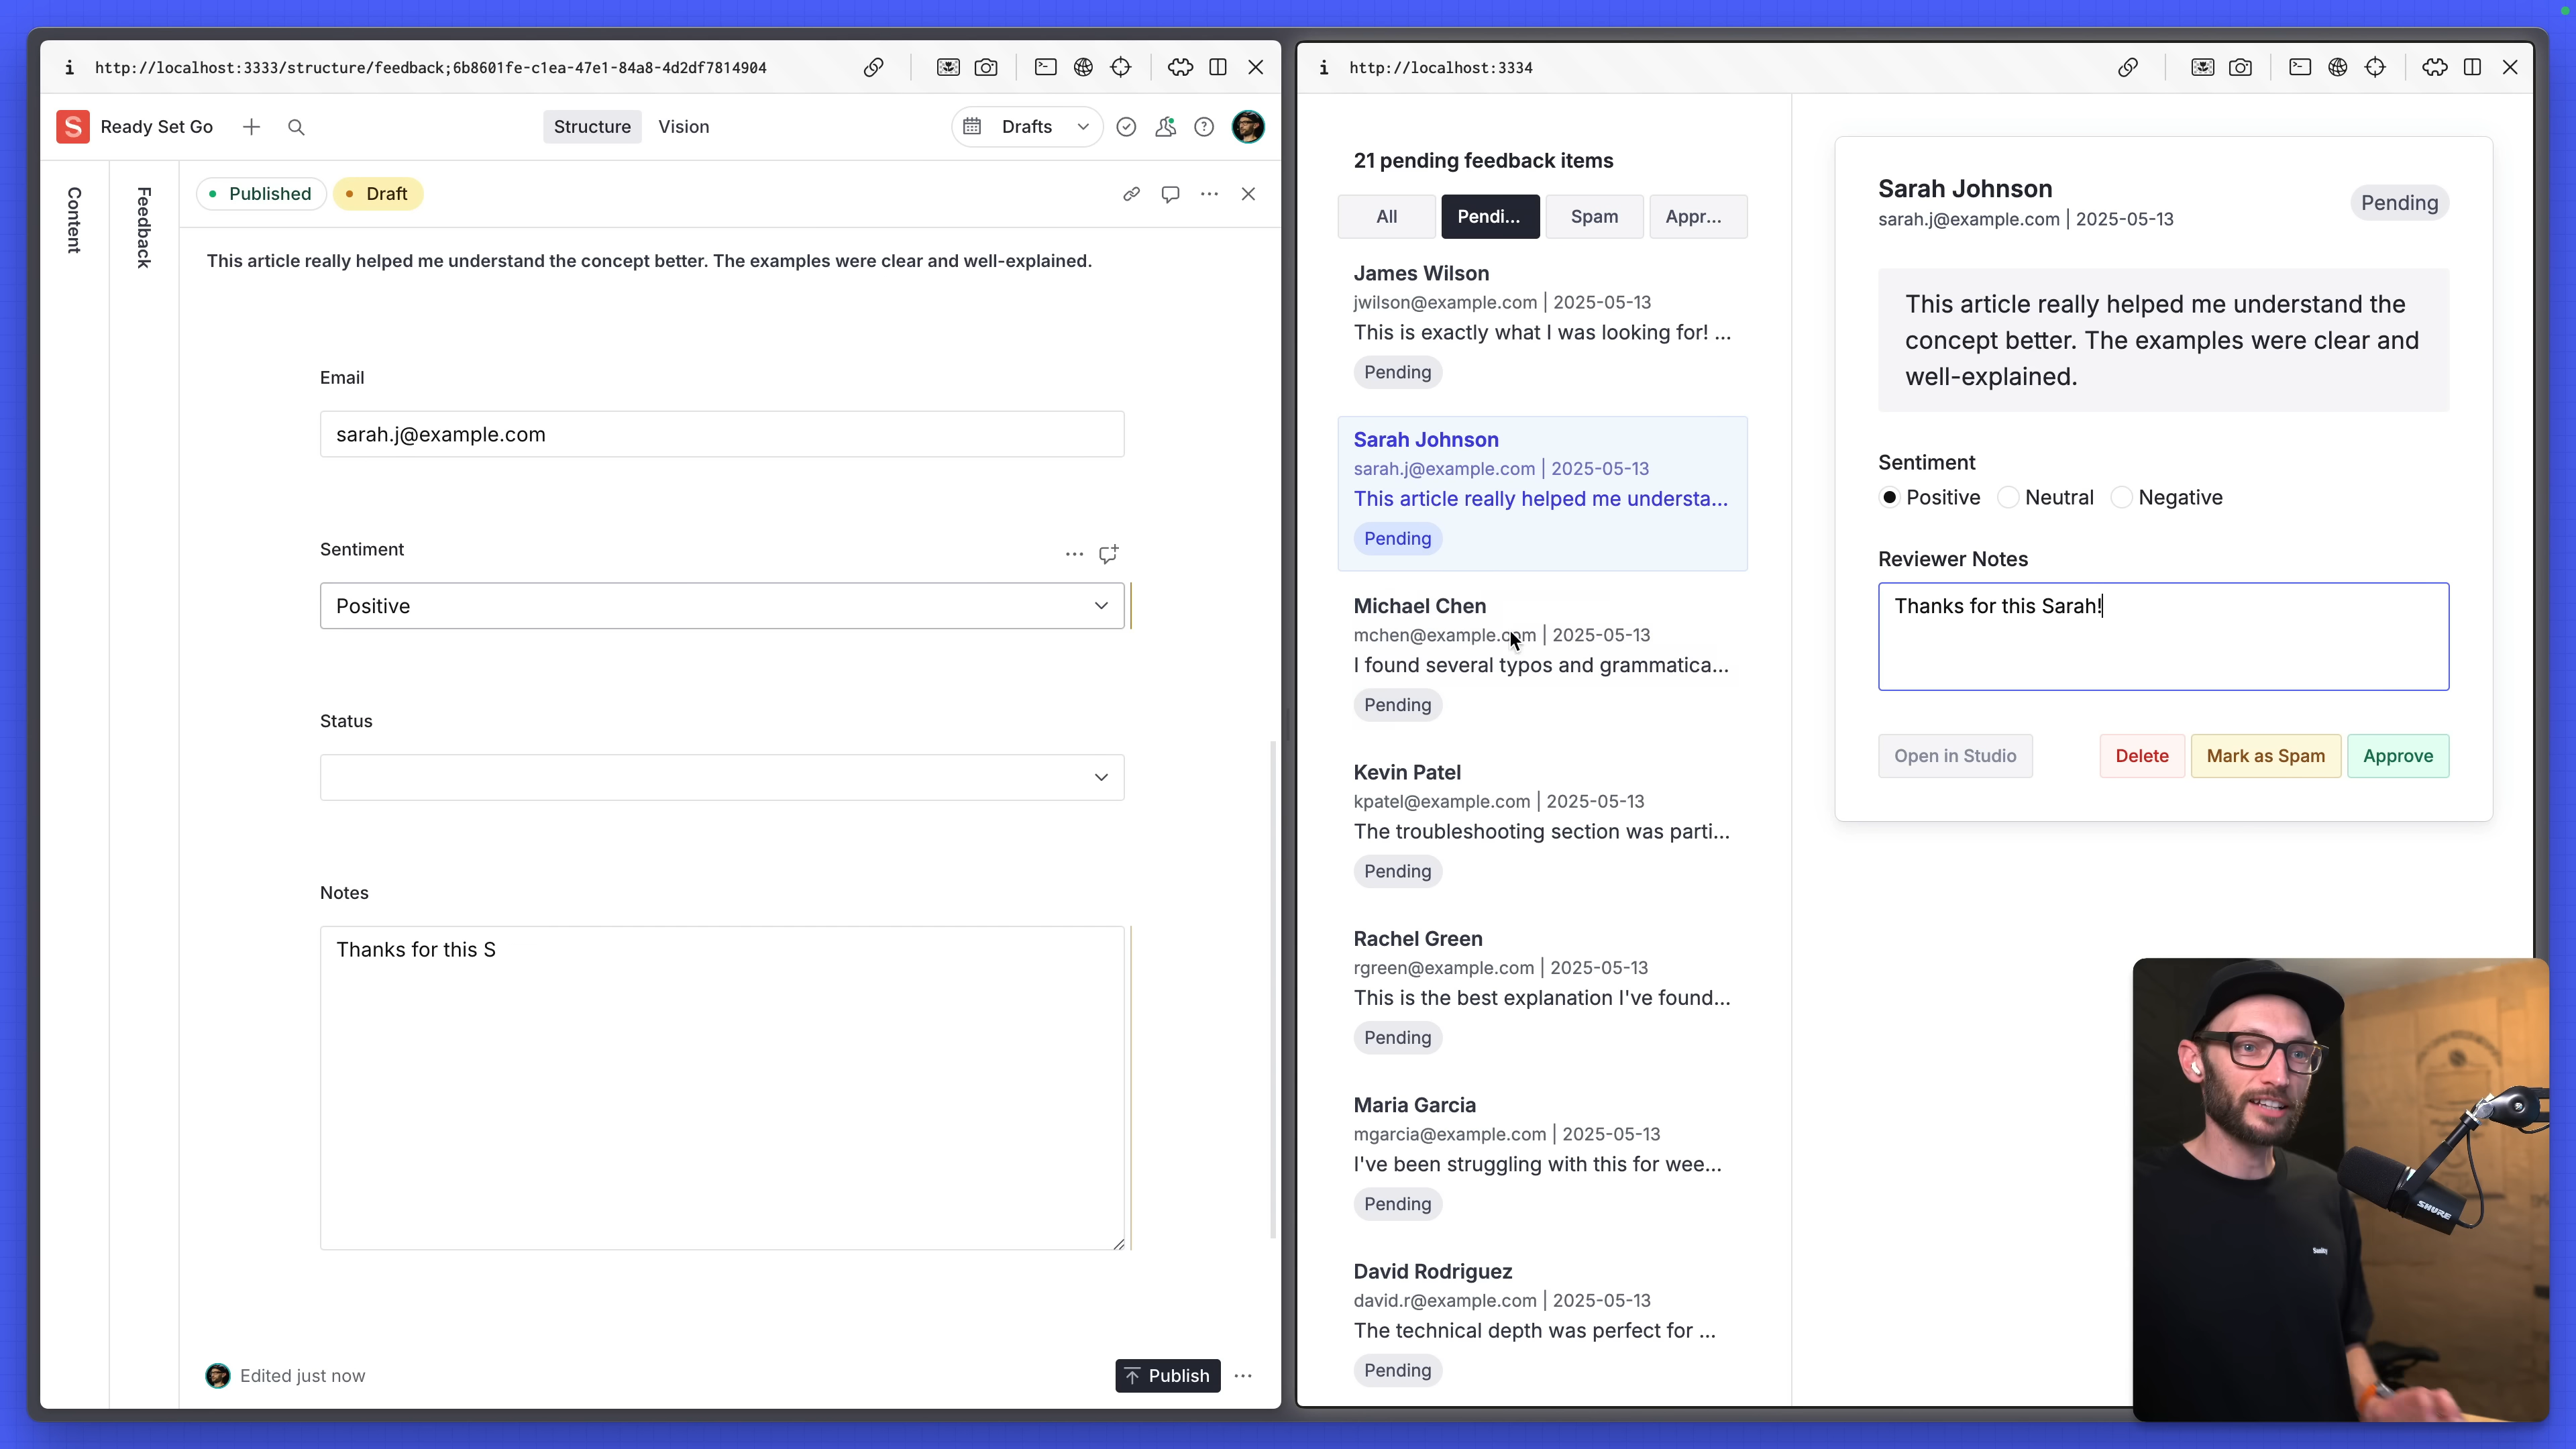 http://localhost:3333/structure/feedback;6b8601fe-c1ea-47e1-84a8-4d2df7814904
S Ready Set Go
Structure
Vision
Drafts
Content
Feedback
Published
Draft
This article really helped me understand the concept better. The examples were clear and well-explained.
Email
sarah.j@example.com
Sentiment
Positive
Status
Notes
Thanks for this S
Edited just now
Publish
http://localhost:3334
21 pending feedback items
All
Pendi...
Spam
Appr...
James Wilson
jwilson@example.com | 2025-05-13
This is exactly what I was looking for! ...
Pending
Sarah Johnson
sarah.j@example.com | 2025-05-13
This article really helped me understa...
Pending
Michael Chen
mchen@example.com | 2025-05-13
I found several typos and grammatica...
Pending
Kevin Patel
kpatel@example.com | 2025-05-13
The troubleshooting section was parti...
Pending
Rachel Green
rgreen@example.com | 2025-05-13
This is the best explanation I've found...
Pending
Maria Garcia
mgarcia@example.com | 2025-05-13
I've been struggling with this for wee...
Pending
David Rodriguez
david.r@example.com | 2025-05-13
The technical depth was perfect for ...
Pending
Sarah Johnson
sarah.j@example.com | 2025-05-13
Pending
This article really helped me understand the
concept better. The examples were clear and
well-explained.
Sentiment
Positive
Neutral
Negative
Reviewer Notes
Thanks for this Sarah!
Open in Studio
Delete
Mark as Spam
Approve
SHURE
Sanity